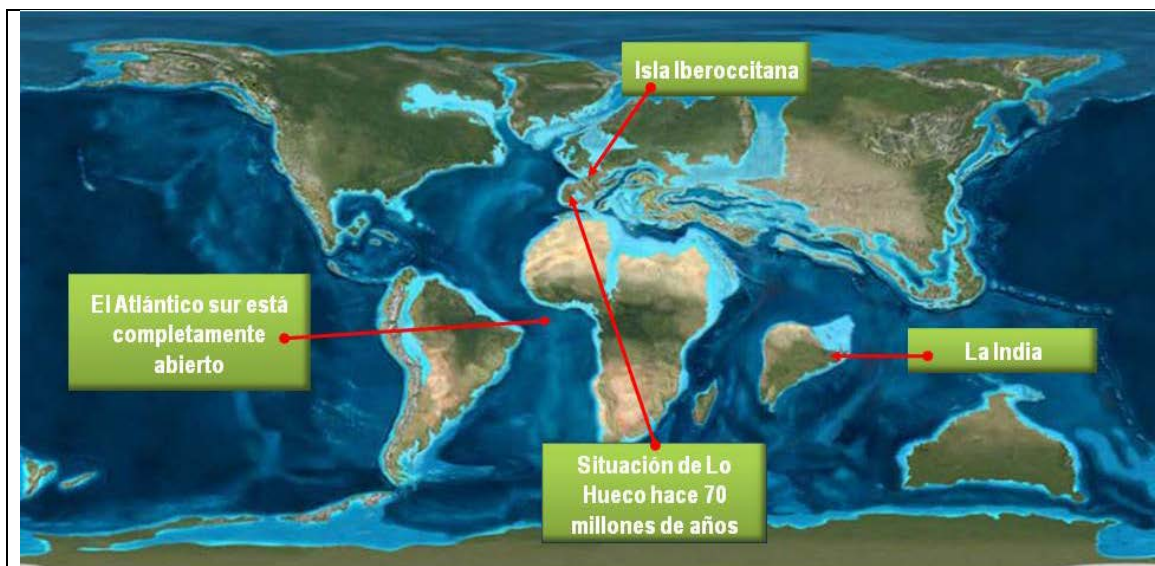 Isla Iberoccitana
El Atlántico sur está
completamente
abierto
La India
Situación de Lo
Hueco hace 70
millones de años